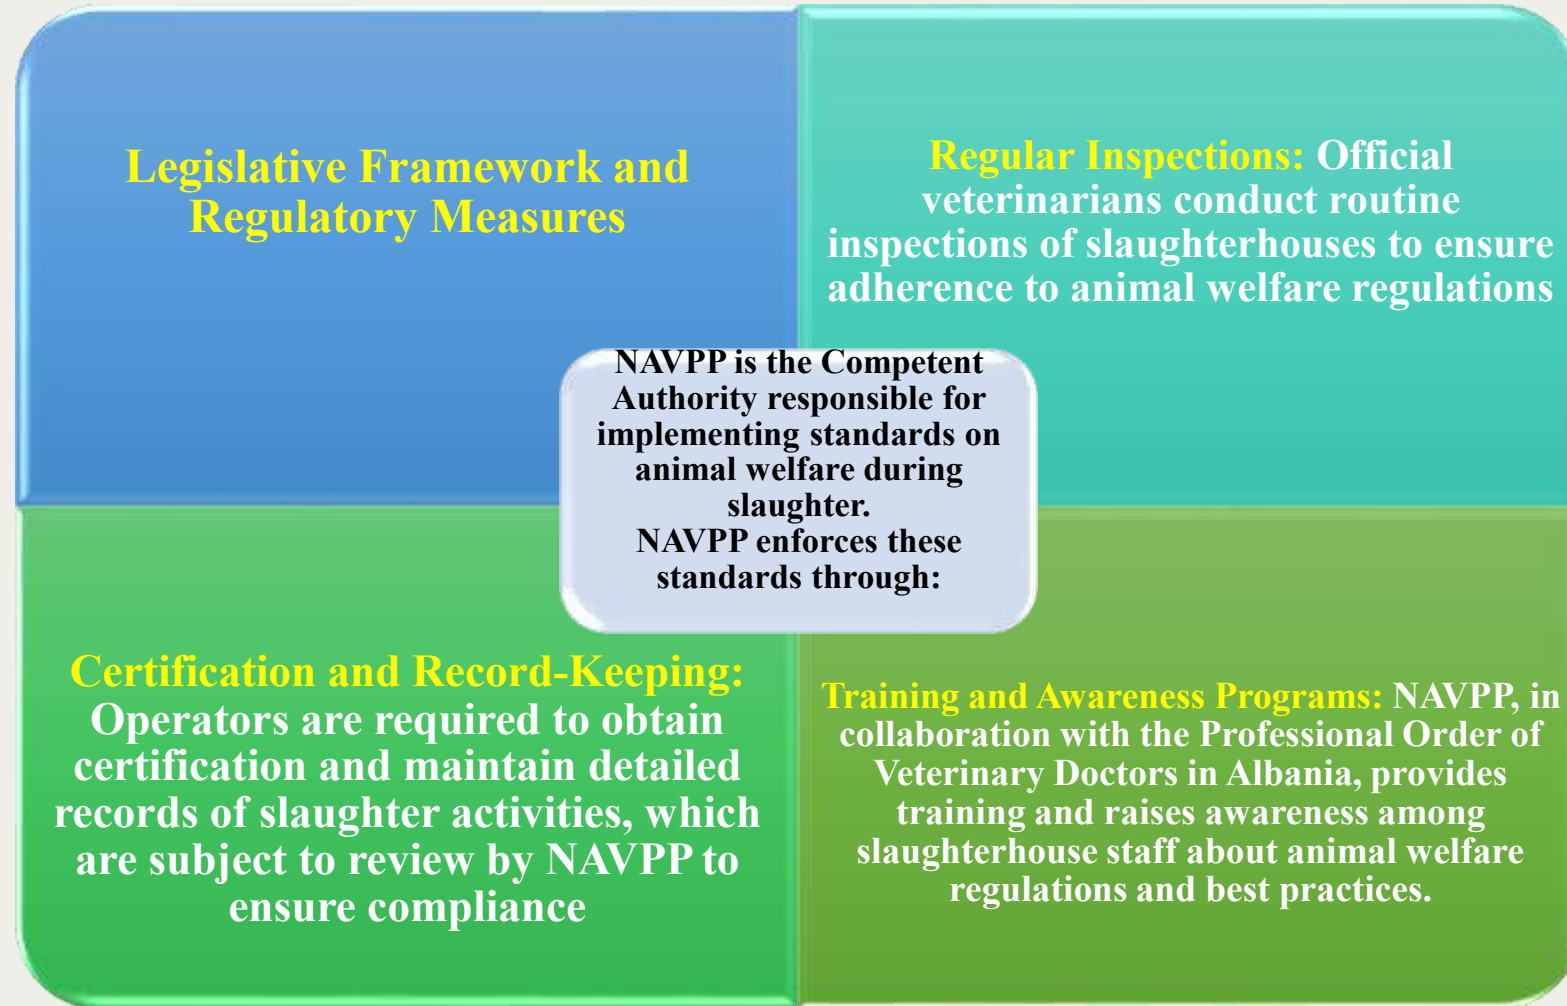 Legislative Framework and
Regulatory Measures
Regular Inspections: Official
veterinarians conduct routine
inspections of slaughterhouses to ensure
adherence to animal welfare regulations
NAVPP is the Competent
Authority responsible for
implementing standards on
animal welfare during
slaughter.
NAVPP enforces these
standards through:
Certification and Record-Keeping:
Operators are required to obtain
certification and maintain detailed
records of slaughter activities, which
are subject to review by NAVPP to
ensure compliance
Training and Awareness Programs: NAVPP, in
collaboration with the Professional Order of
Veterinary Doctors in Albania, provides
training and raises awareness among
slaughterhouse staff about animal welfare
regulations and best practices.